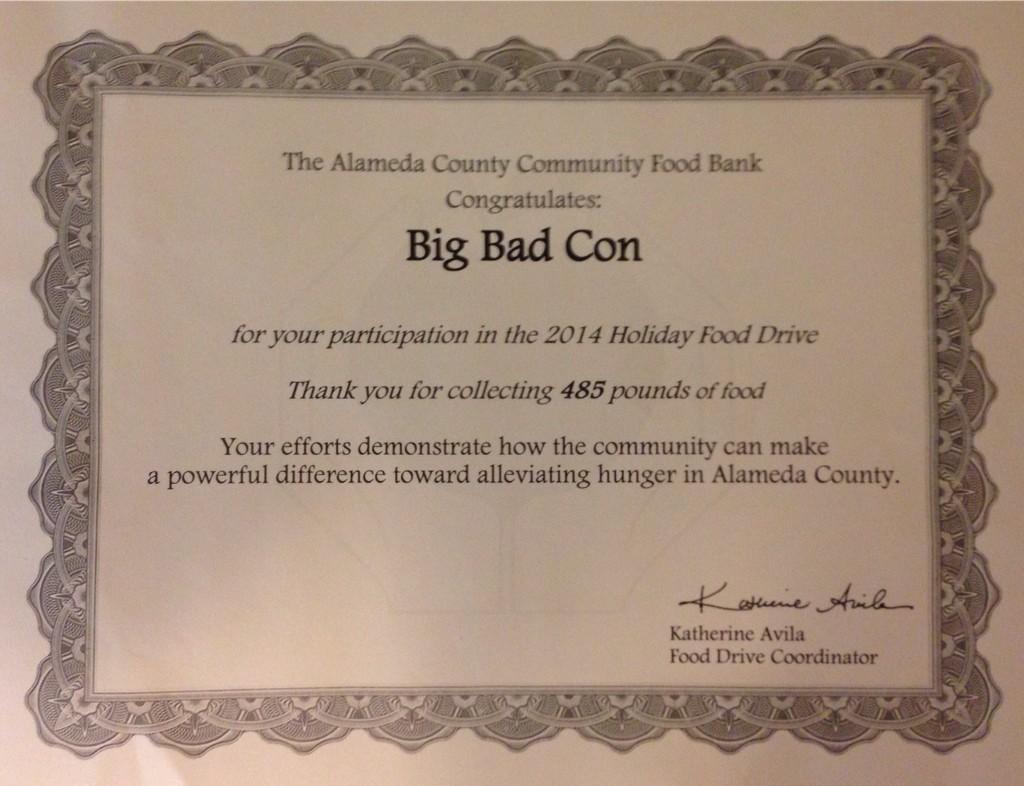 The Alameda County Community Food Bank
Congratulates:
Big Bad Con
for your participation in the 2014 Holiday Food Drive
Thank you for collecting 485 pounds of food
Your efforts demonstrate how the community can make
a powerful difference toward alleviating hunger in Alameda County.
Katherine Avila
Katherine Avila
Food Drive Coordinator